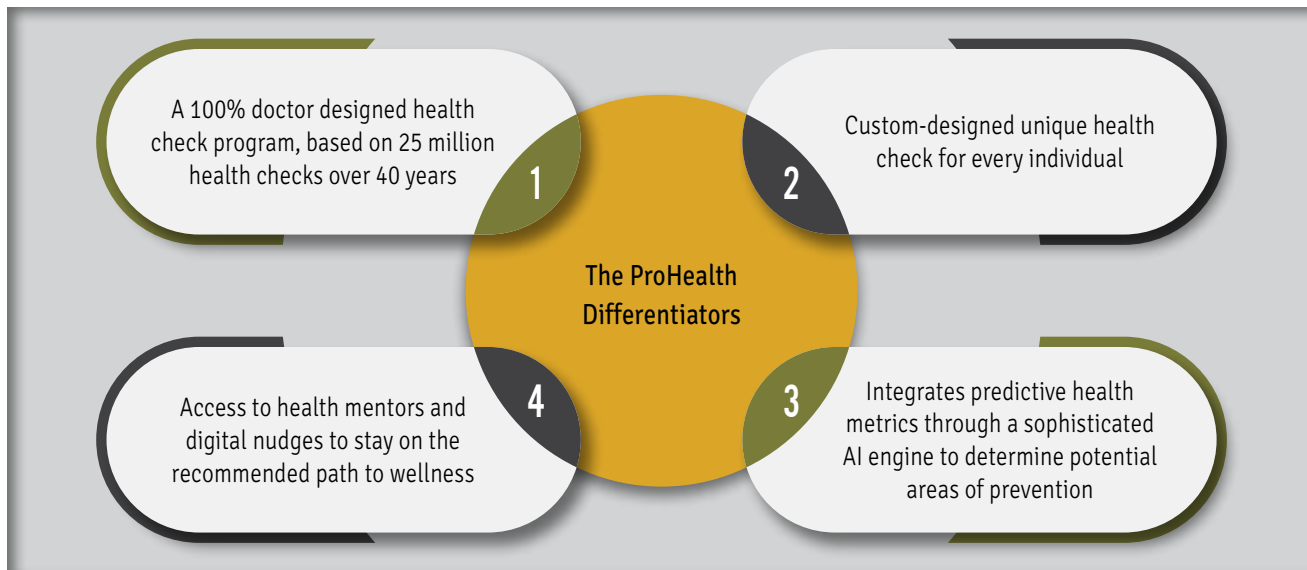 A 100% doctor designed health
check program, based on 25 million
health checks over 40 years
1
Custom-designed unique health
check for every individual
2
The ProHealth
Differentiators
3
Integrates predictive health
metrics through a sophisticated
AI engine to determine potential
areas of prevention
4
Access to health mentors and
digital nudges to stay on the
recommended path to wellness